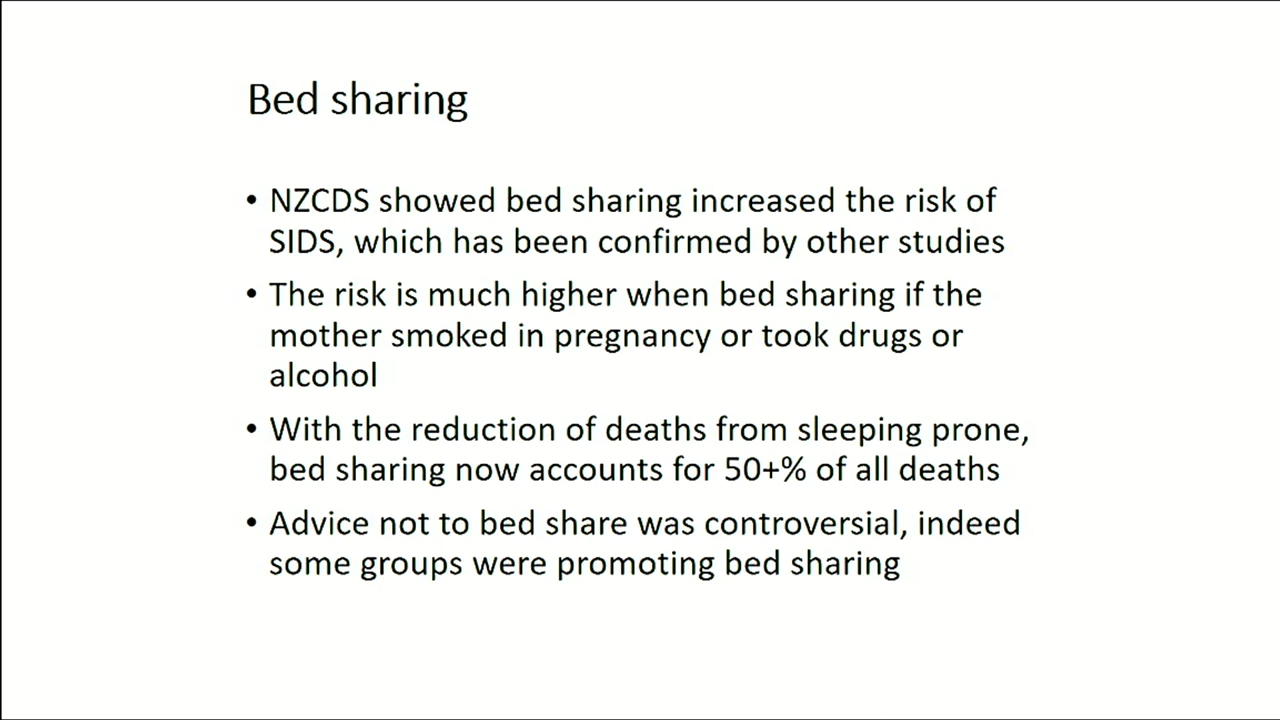 Bed sharing
• NZCDS showed bed sharing increased the risk of
SIDS, which has been confirmed by other studies
• The risk is much higher when bed sharing if the
mother smoked in pregnancy or took drugs or
alcohol
• With the reduction of deaths from sleeping prone,
bed sharing now accounts for 50+% of all deaths
• Advice not to bed share was controversial, indeed
some groups were promoting bed sharing